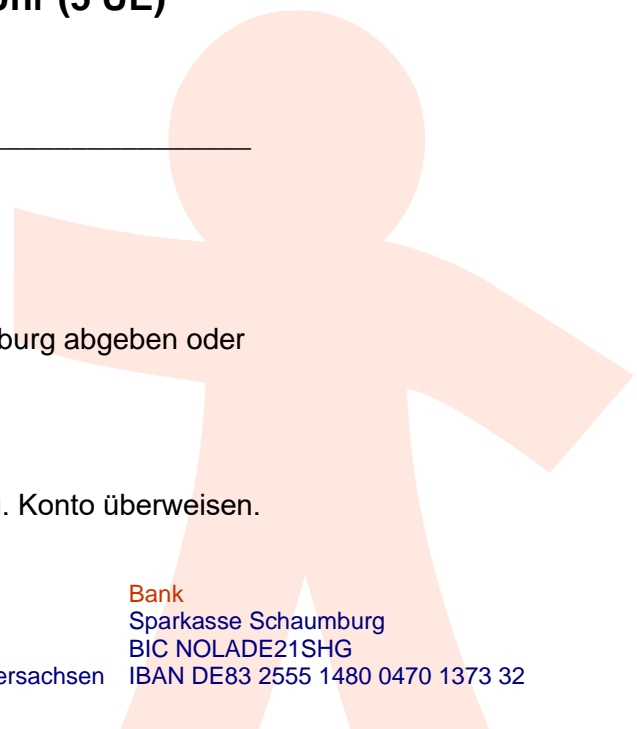 (5 UE)
burg abgeben oder
. Konto überweisen.
Bank
Sparkasse Schaumburg
BIC NOLADE21SHG
ersachsen IBAN DE83 2555 1480 0470 1373 32